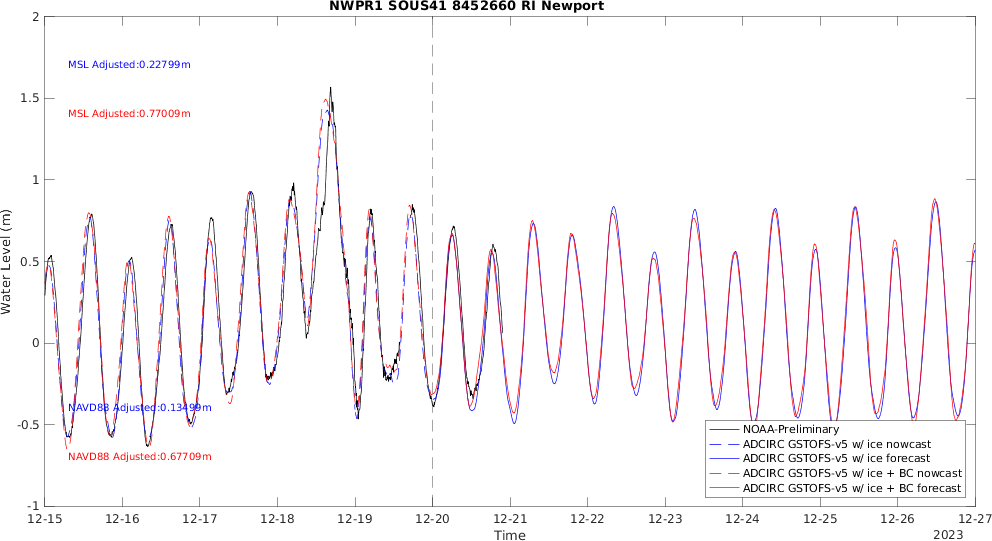 NWPR1 SOUS41 8452660 RI Newport
2
1.5
1
0.5
0
-0.5
-1
Water Level (m)
MSL Adjusted:0.22799m
MSL Adjusted:0.77009m
NAVD88 Adjusted:0.13499m
NAVD88 Adjusted:0.67709m
NOAA-Preliminary
ADCIRC GSTOFS-v5 w/ ice nowcast
ADCIRC GSTOFS-v5 w/ ice forecast
ADCIRC GSTOFS-v5 w/ ice + BC nowcast
ADCIRC GSTOFS-v5 w/ ice + BC forecast
12-15 12-16 12-17 12-18 12-19 12-20 12-21 12-22 12-23 12-24 12-25 12-26 12-27
Time
2023